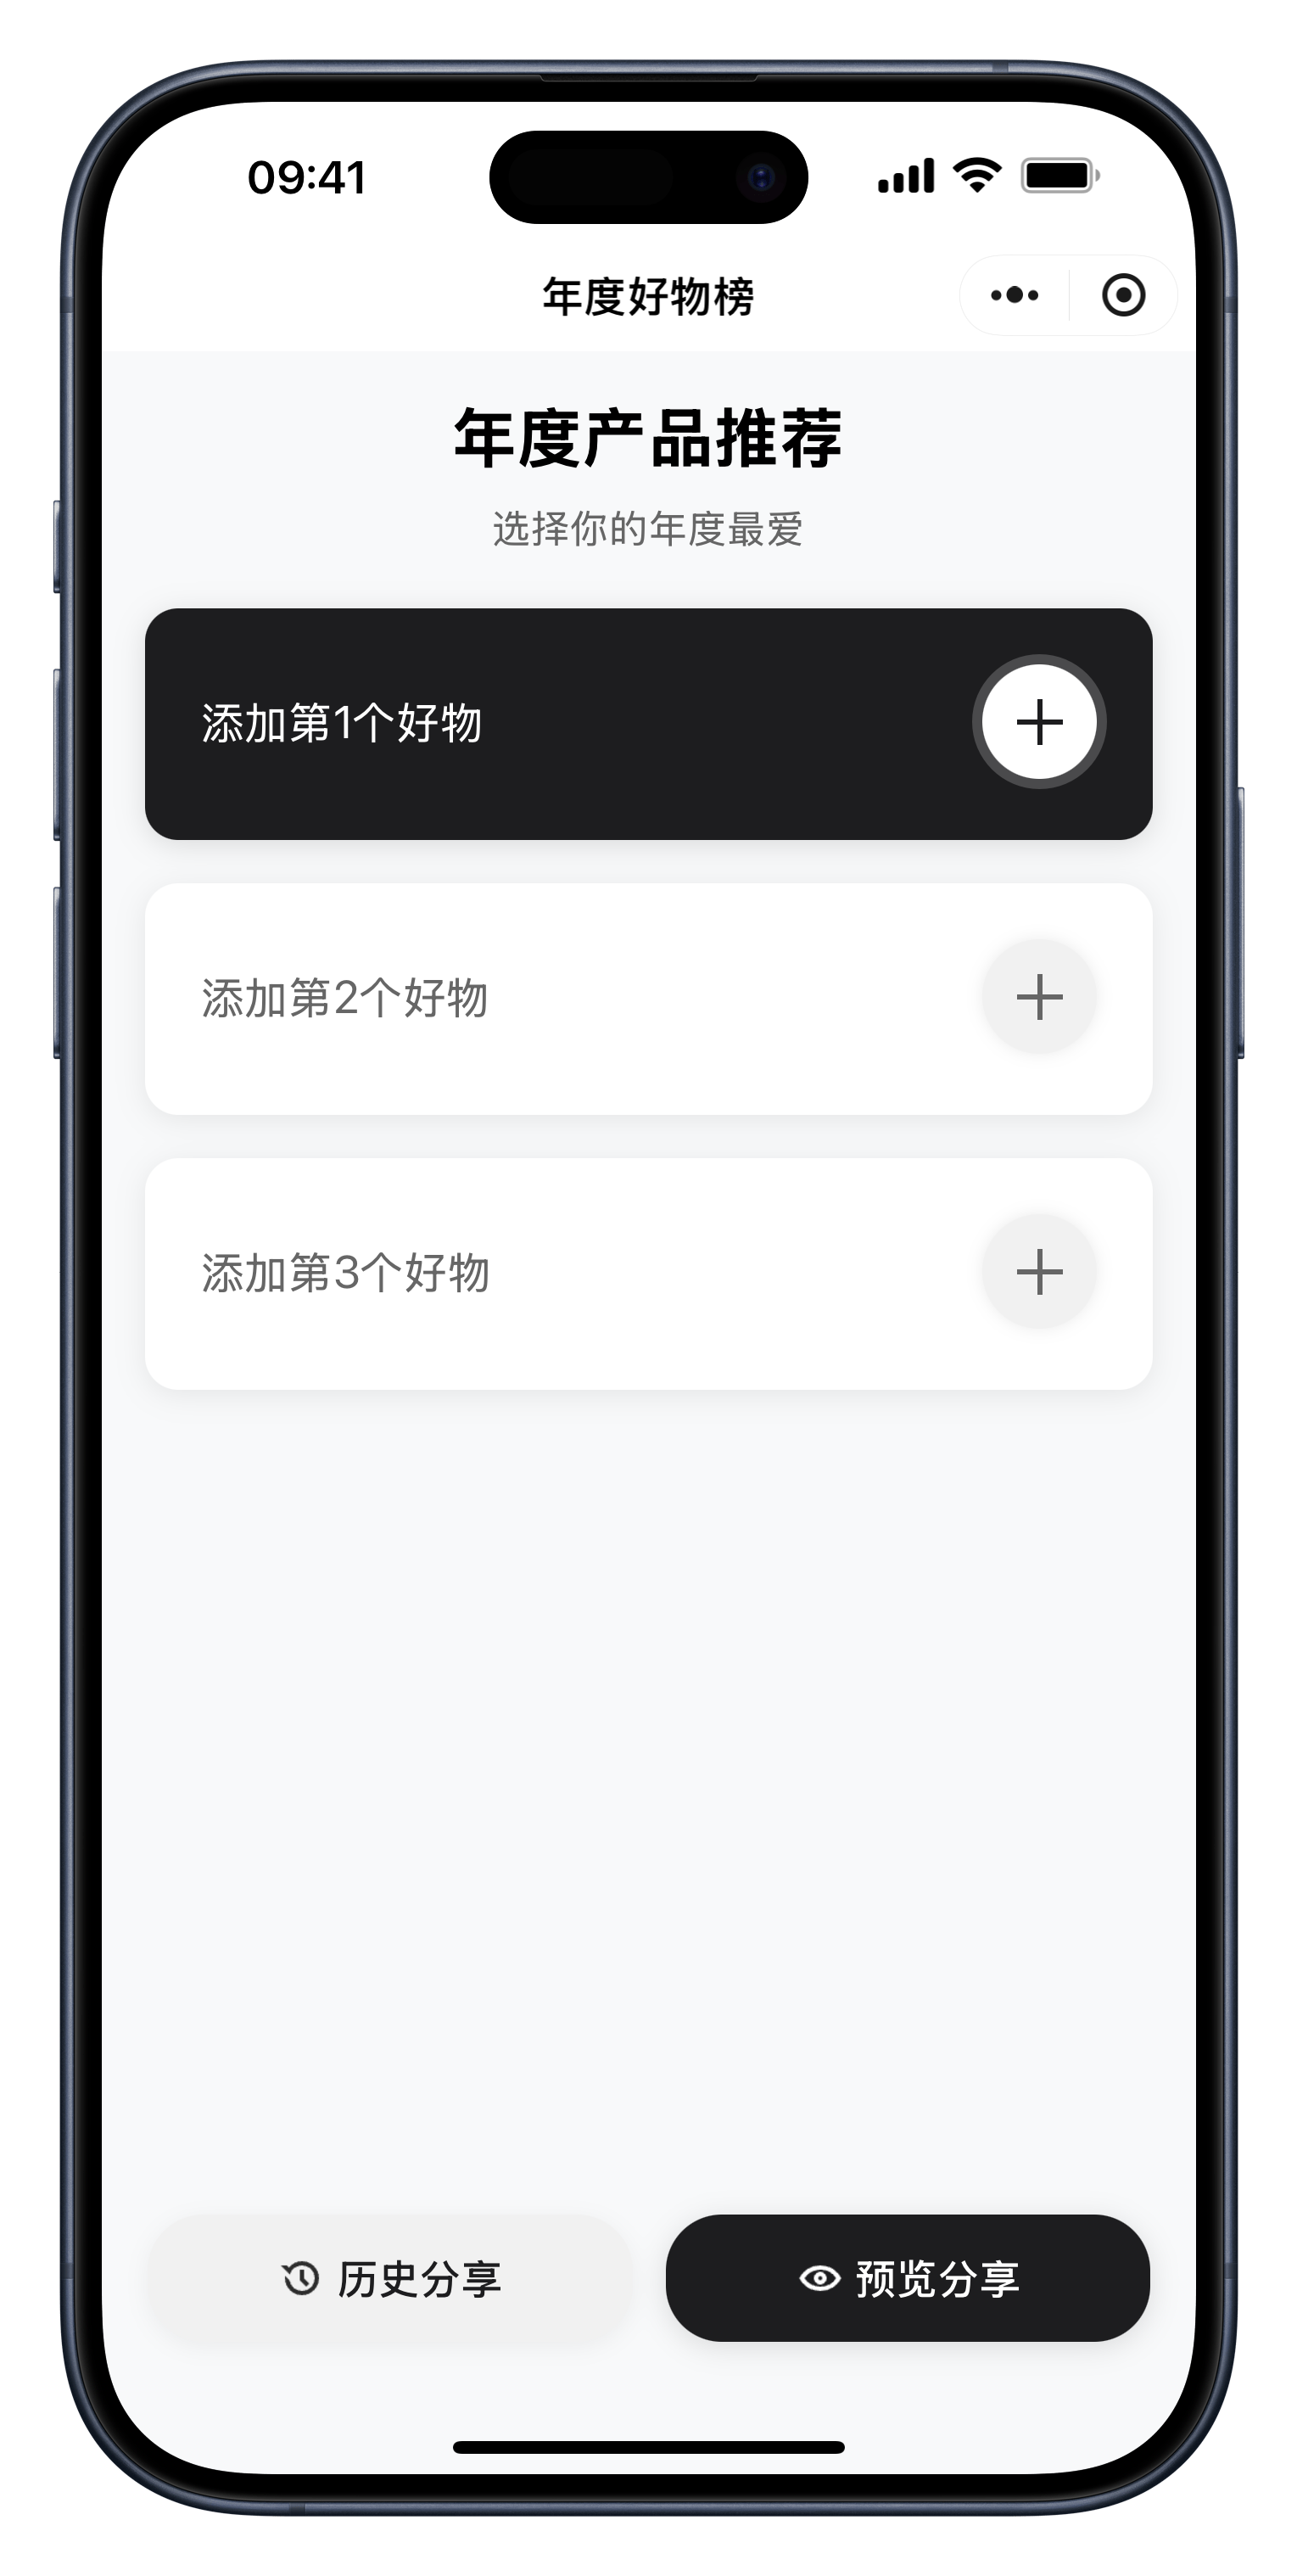 09:41
年度好物榜
年度产品推荐
选择你的年度最爱
添加第1个好物
添加第2个好物
添加第3个好物
历史分享
预览分享